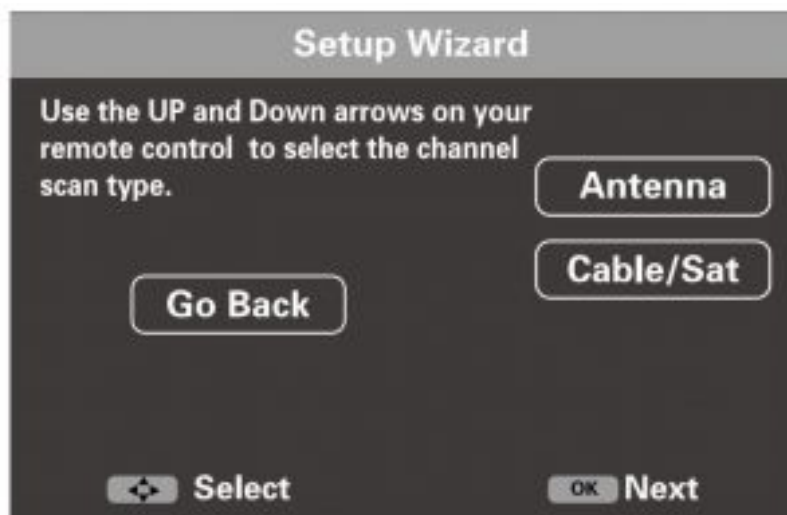 Setup Wizard
Use the UP and Down arrows on your
remote control to select the channel
scan type.
Antenna
Cable/Sat
Go Back
Select
OK Next